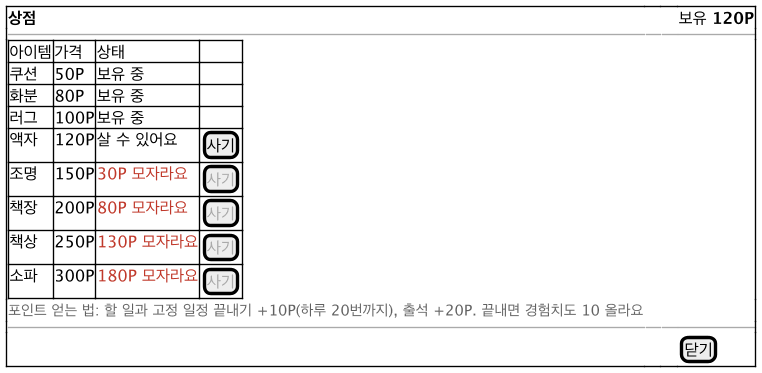 상점 보유 120P
아이템 가격 상태
쿠션 50P 보유 중
화분 80P 보유 중
러그 100P 보유 중
액자 120P 살 수 있어요 사기
조명 150P 30P 모자라요 사기
책장 200P 80P 모자라요 사기
책상 250P 130P 모자라요 사기
소파 300P 180P 모자라요 사기
포인트 얻는 법: 할 일과 고정 일정 끝내기 +10P(하루 20번까지), 출석 +20P. 끝내면 경험치도 10 올라요
닫기